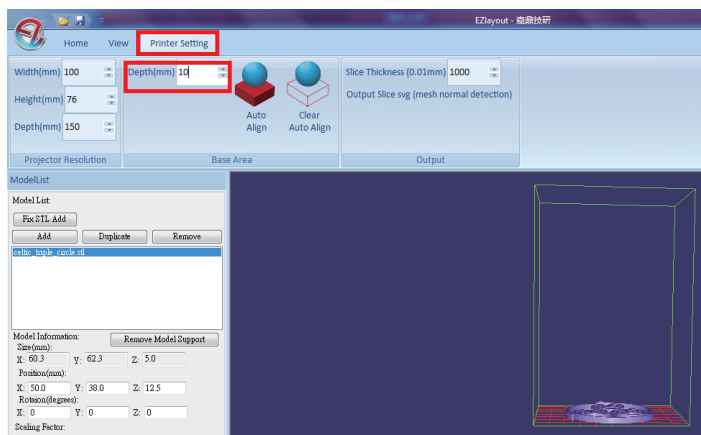 EZlayout - 嘉鼎技研
Home View Printer Setting
Width(mm) 100
Height(mm) 76
Depth(mm) 150
Projector Resolution
Depth(mm) 10
Auto Align
Clear Auto Align
Base Area
Slice Thickness (0.01mm) 1000
Output Slice svg (mesh normal detection)
Output
ModelList
Model List:
Fix STL Add
Add Duplicate Remove
celtic_triple_circle.stl
Model Information: Remove Model Support
Size(mm):
X: 60.3 Y: 62.3 Z: 5.0
Position(mm):
X: 50.0 Y: 38.0 Z: 12.5
Rotaion(degrees):
X: 0 Y: 0 Z: 0
Scaling Factor: